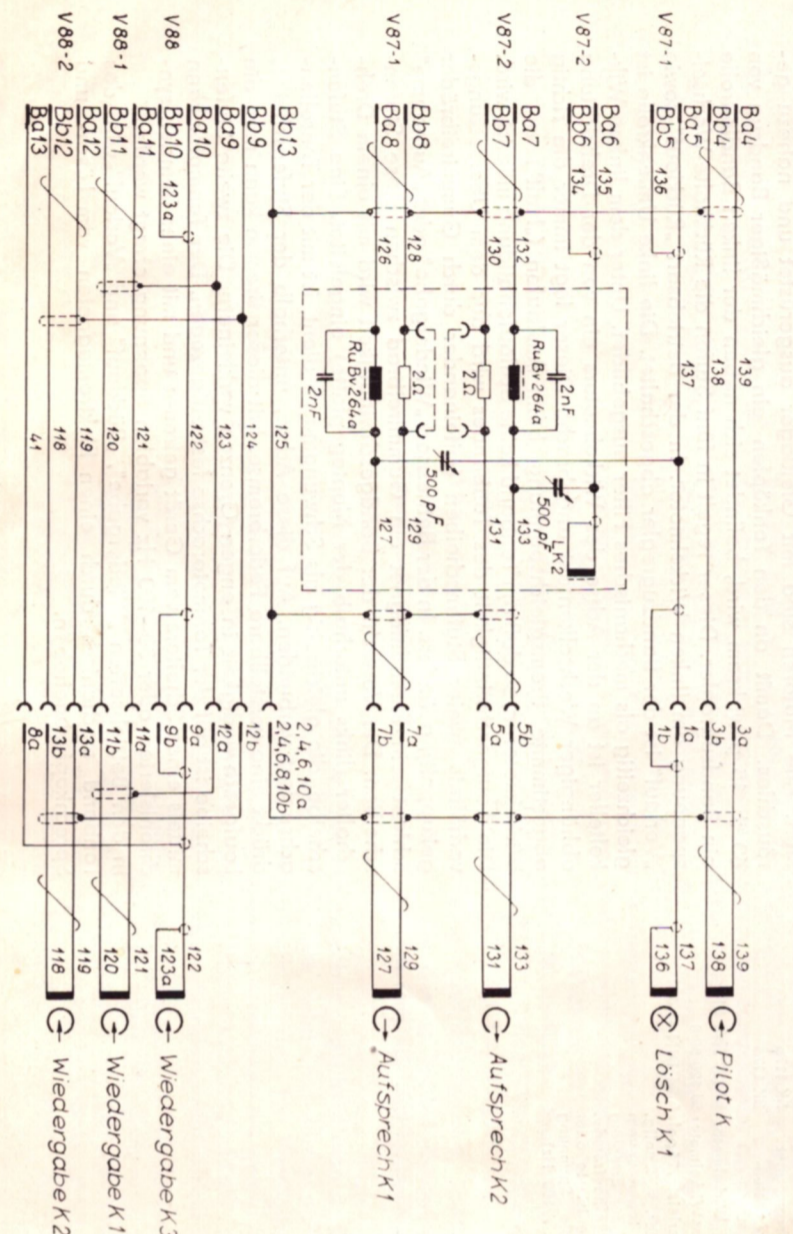 V87-1
V87-2
V87-2
V87-1
V88
V88-1
V88-2
Ba4
Bb4
Ba5
Bb5
Ba6
Bb6
Ba7
Bb7
Bb8
Ba8
Bb13
Bb9
Ba9
Ba10
Bb10
Ba11
Bb11
Ba12
Bb12
Ba13
136
135
134
132
130
128
126
123a
139
138
137
2nF
RuBv264a
2Ω
2Ω
RuBv264a
2nF
500pF
500pF
LK2
133
131
129
127
125
124
123
122
121
120
119
118
41
3a
3b
1a
1b
5b
5a
7a
7b
2,4,6,10a
2,4,6,8,10b
12b
12a
9a
9b
11a
11b
13a
13b
8a
139
138
137
136
133
131
129
127
122
123a
121
120
119
118
Pilot K
Lösch K1
Aufsprech K2
Aufsprech K1
Wiedergabe K3
Wiedergabe K1
Wiedergabe K2